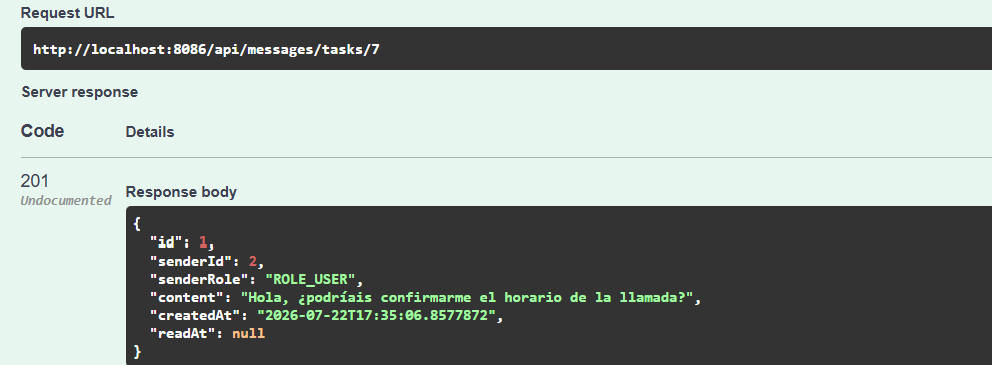 Request URL
http://localhost:8086/api/messages/tasks/7
Server response
Code Details
201
Undocumented
Response body
{
  "id": 1,
  "senderId": 2,
  "senderRole": "ROLE_USER",
  "content": "Hola, ¿podríais confirmarme el horario de la llamada?",
  "createdAt": "2026-07-22T17:35:06.8577872",
  "readAt": null
}